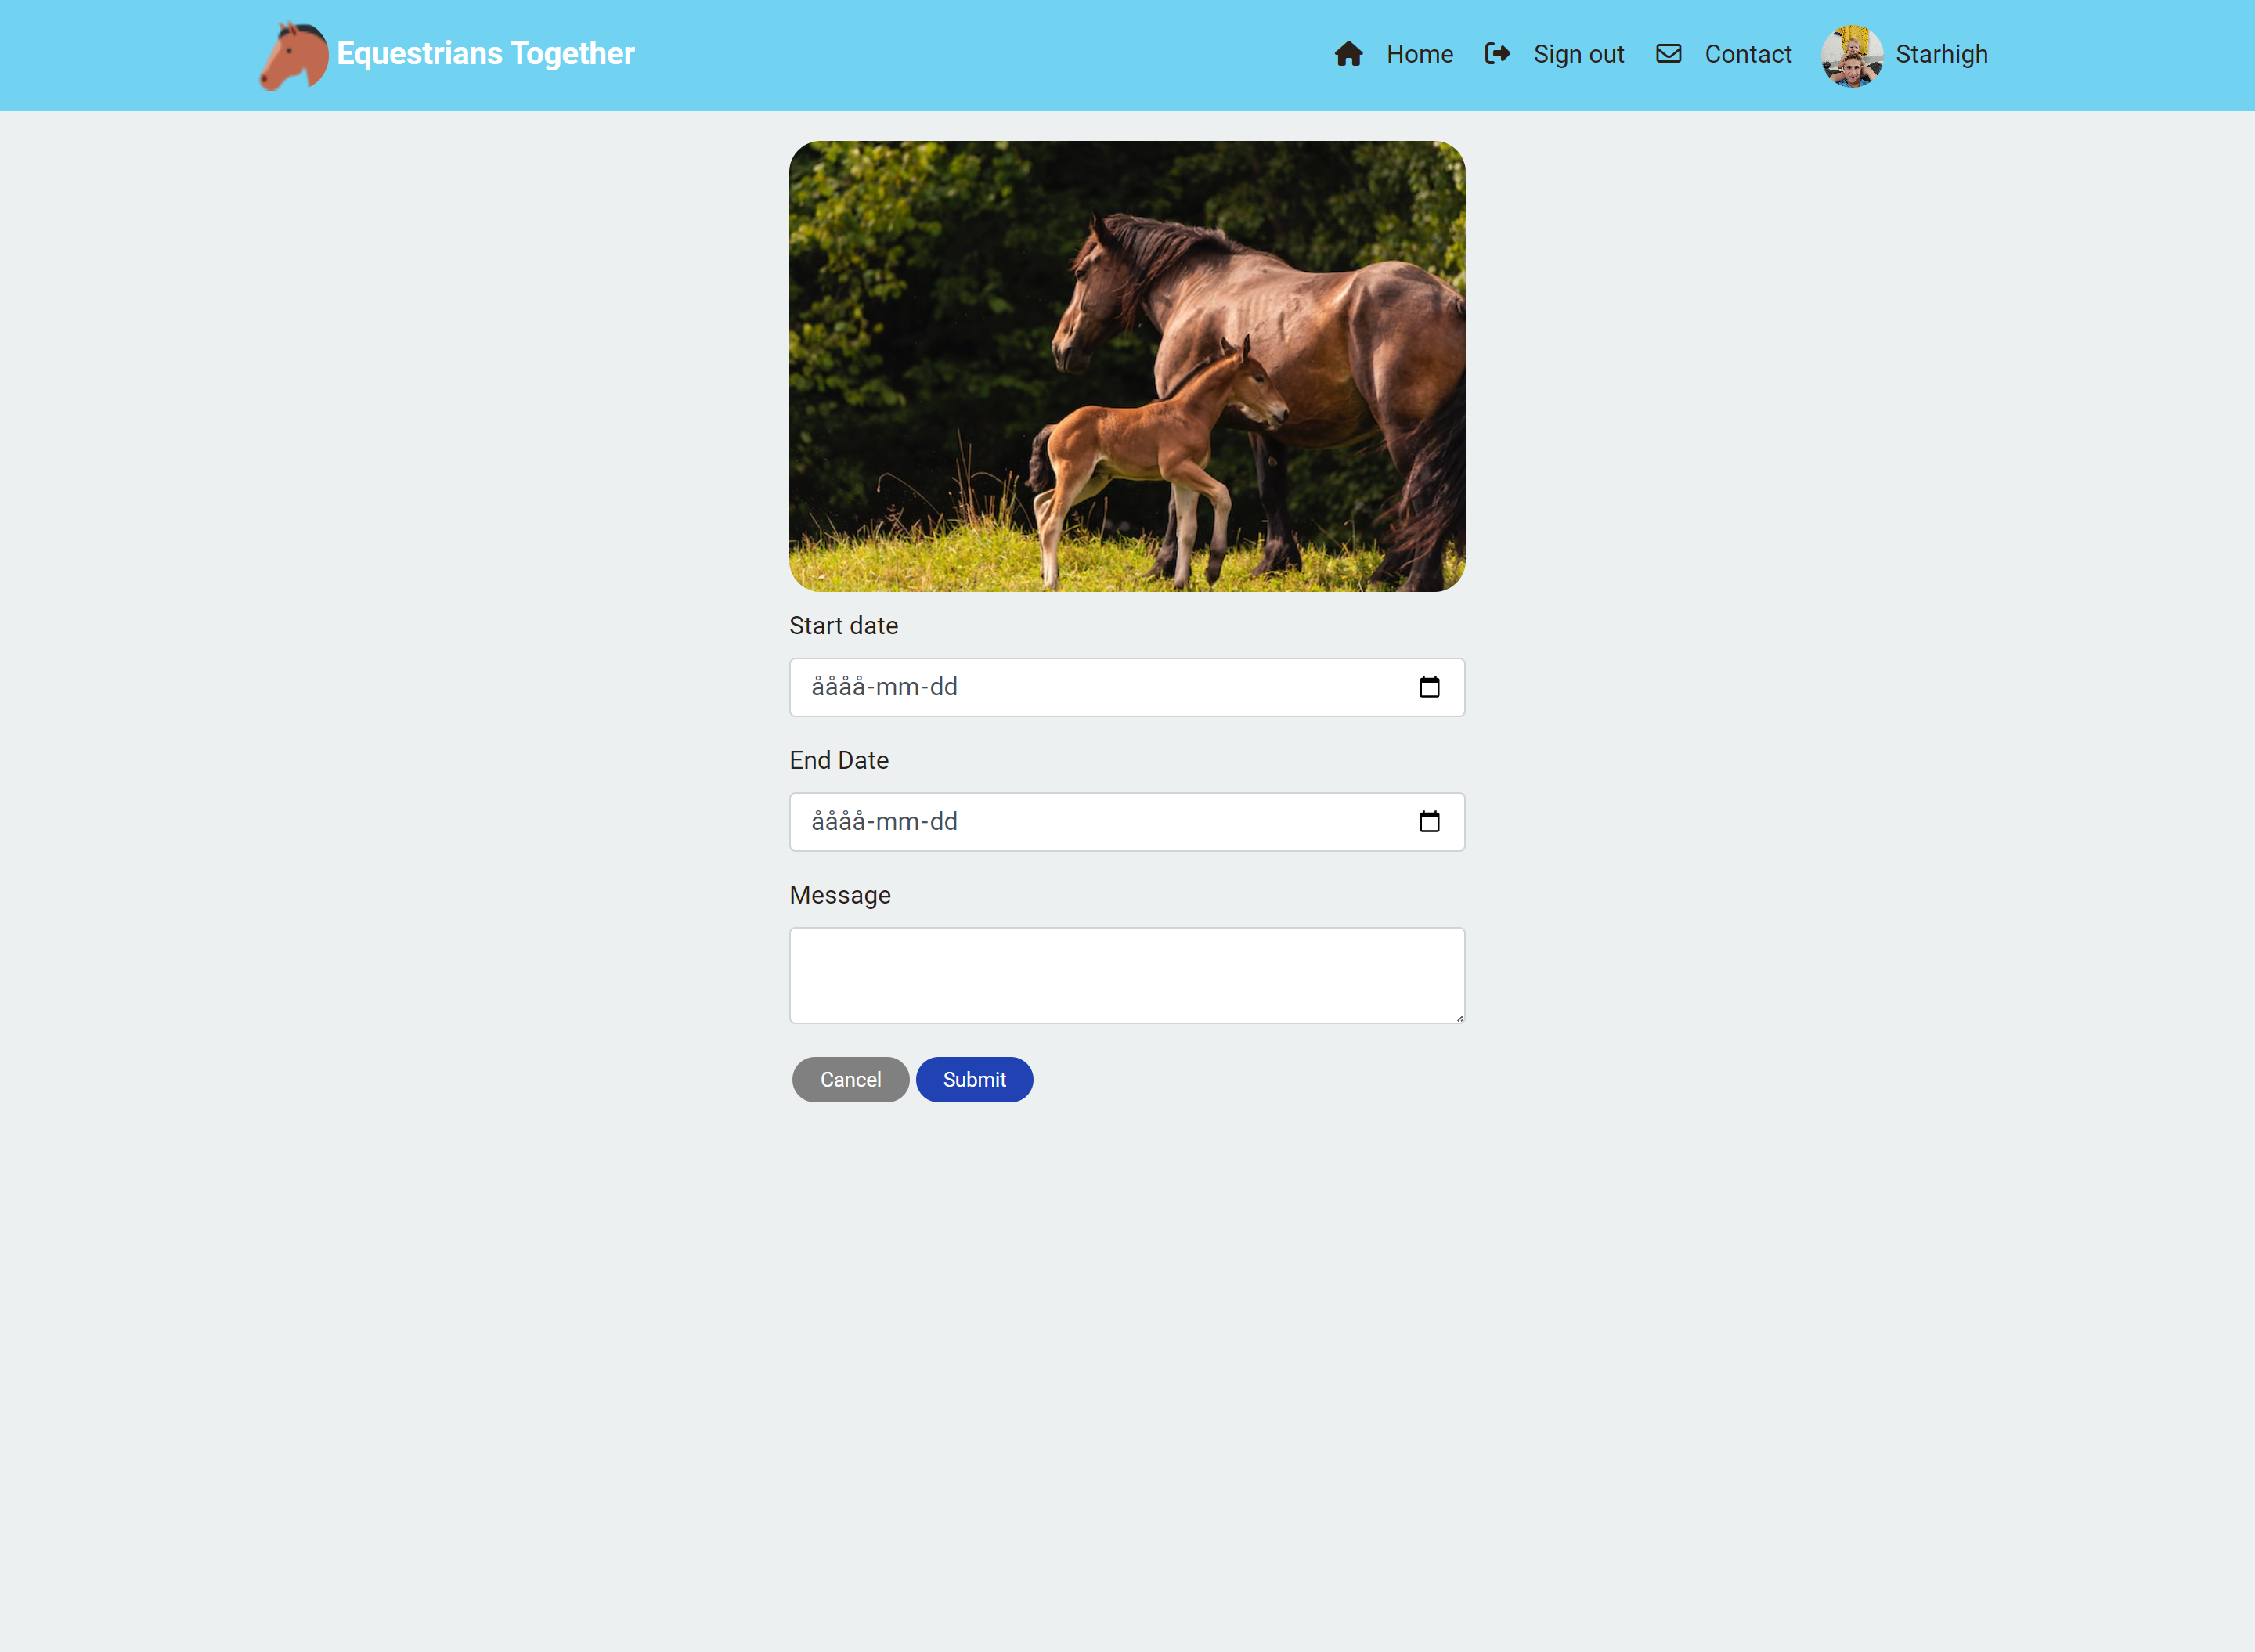 Equestrians Together
Home
Sign out
Contact
Starhigh
Start date
åååå-mm-dd
End Date
åååå-mm-dd
Message
Cancel
Submit